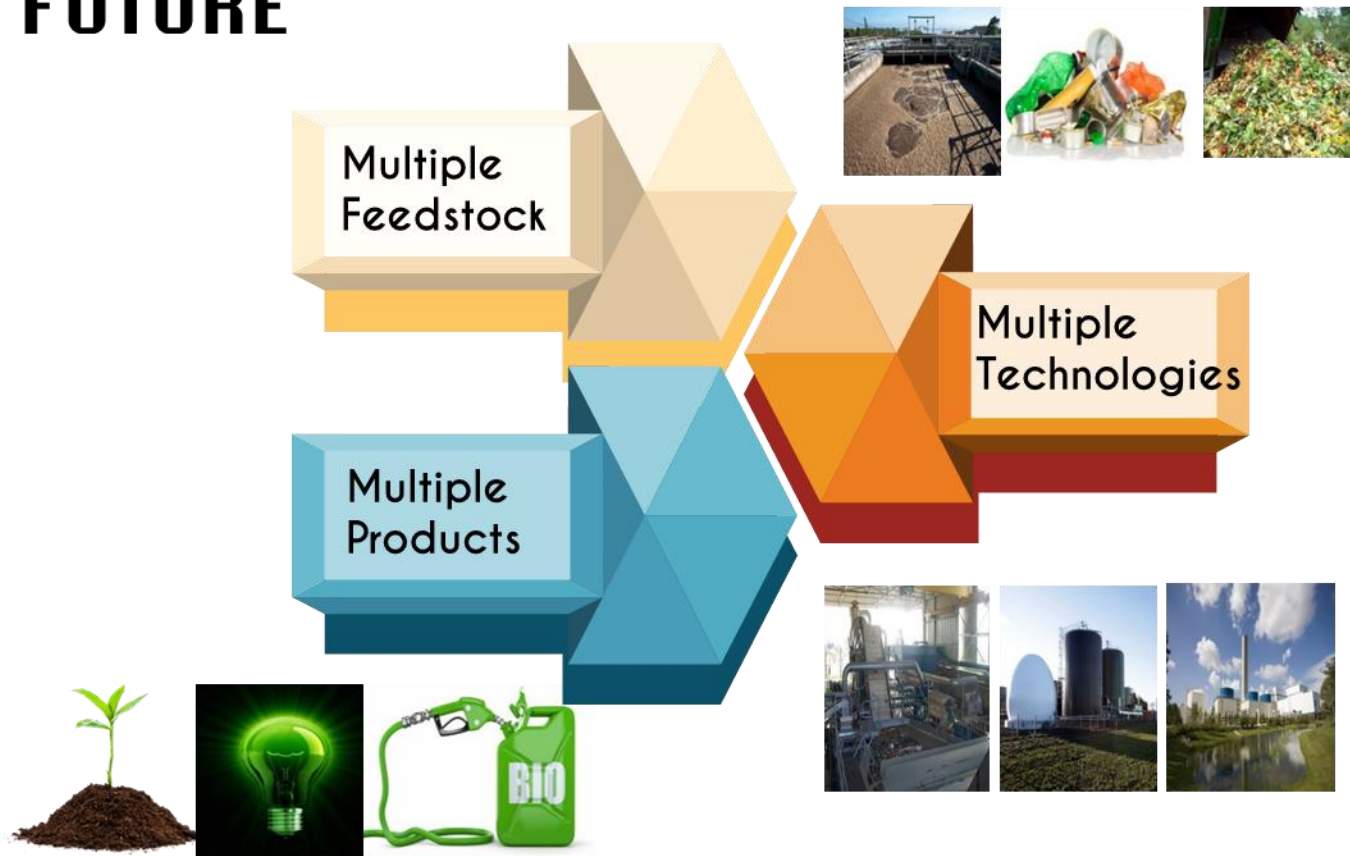 FUTURE
Multiple
Feedstock
Multiple
Technologies
Multiple
Products
BIO